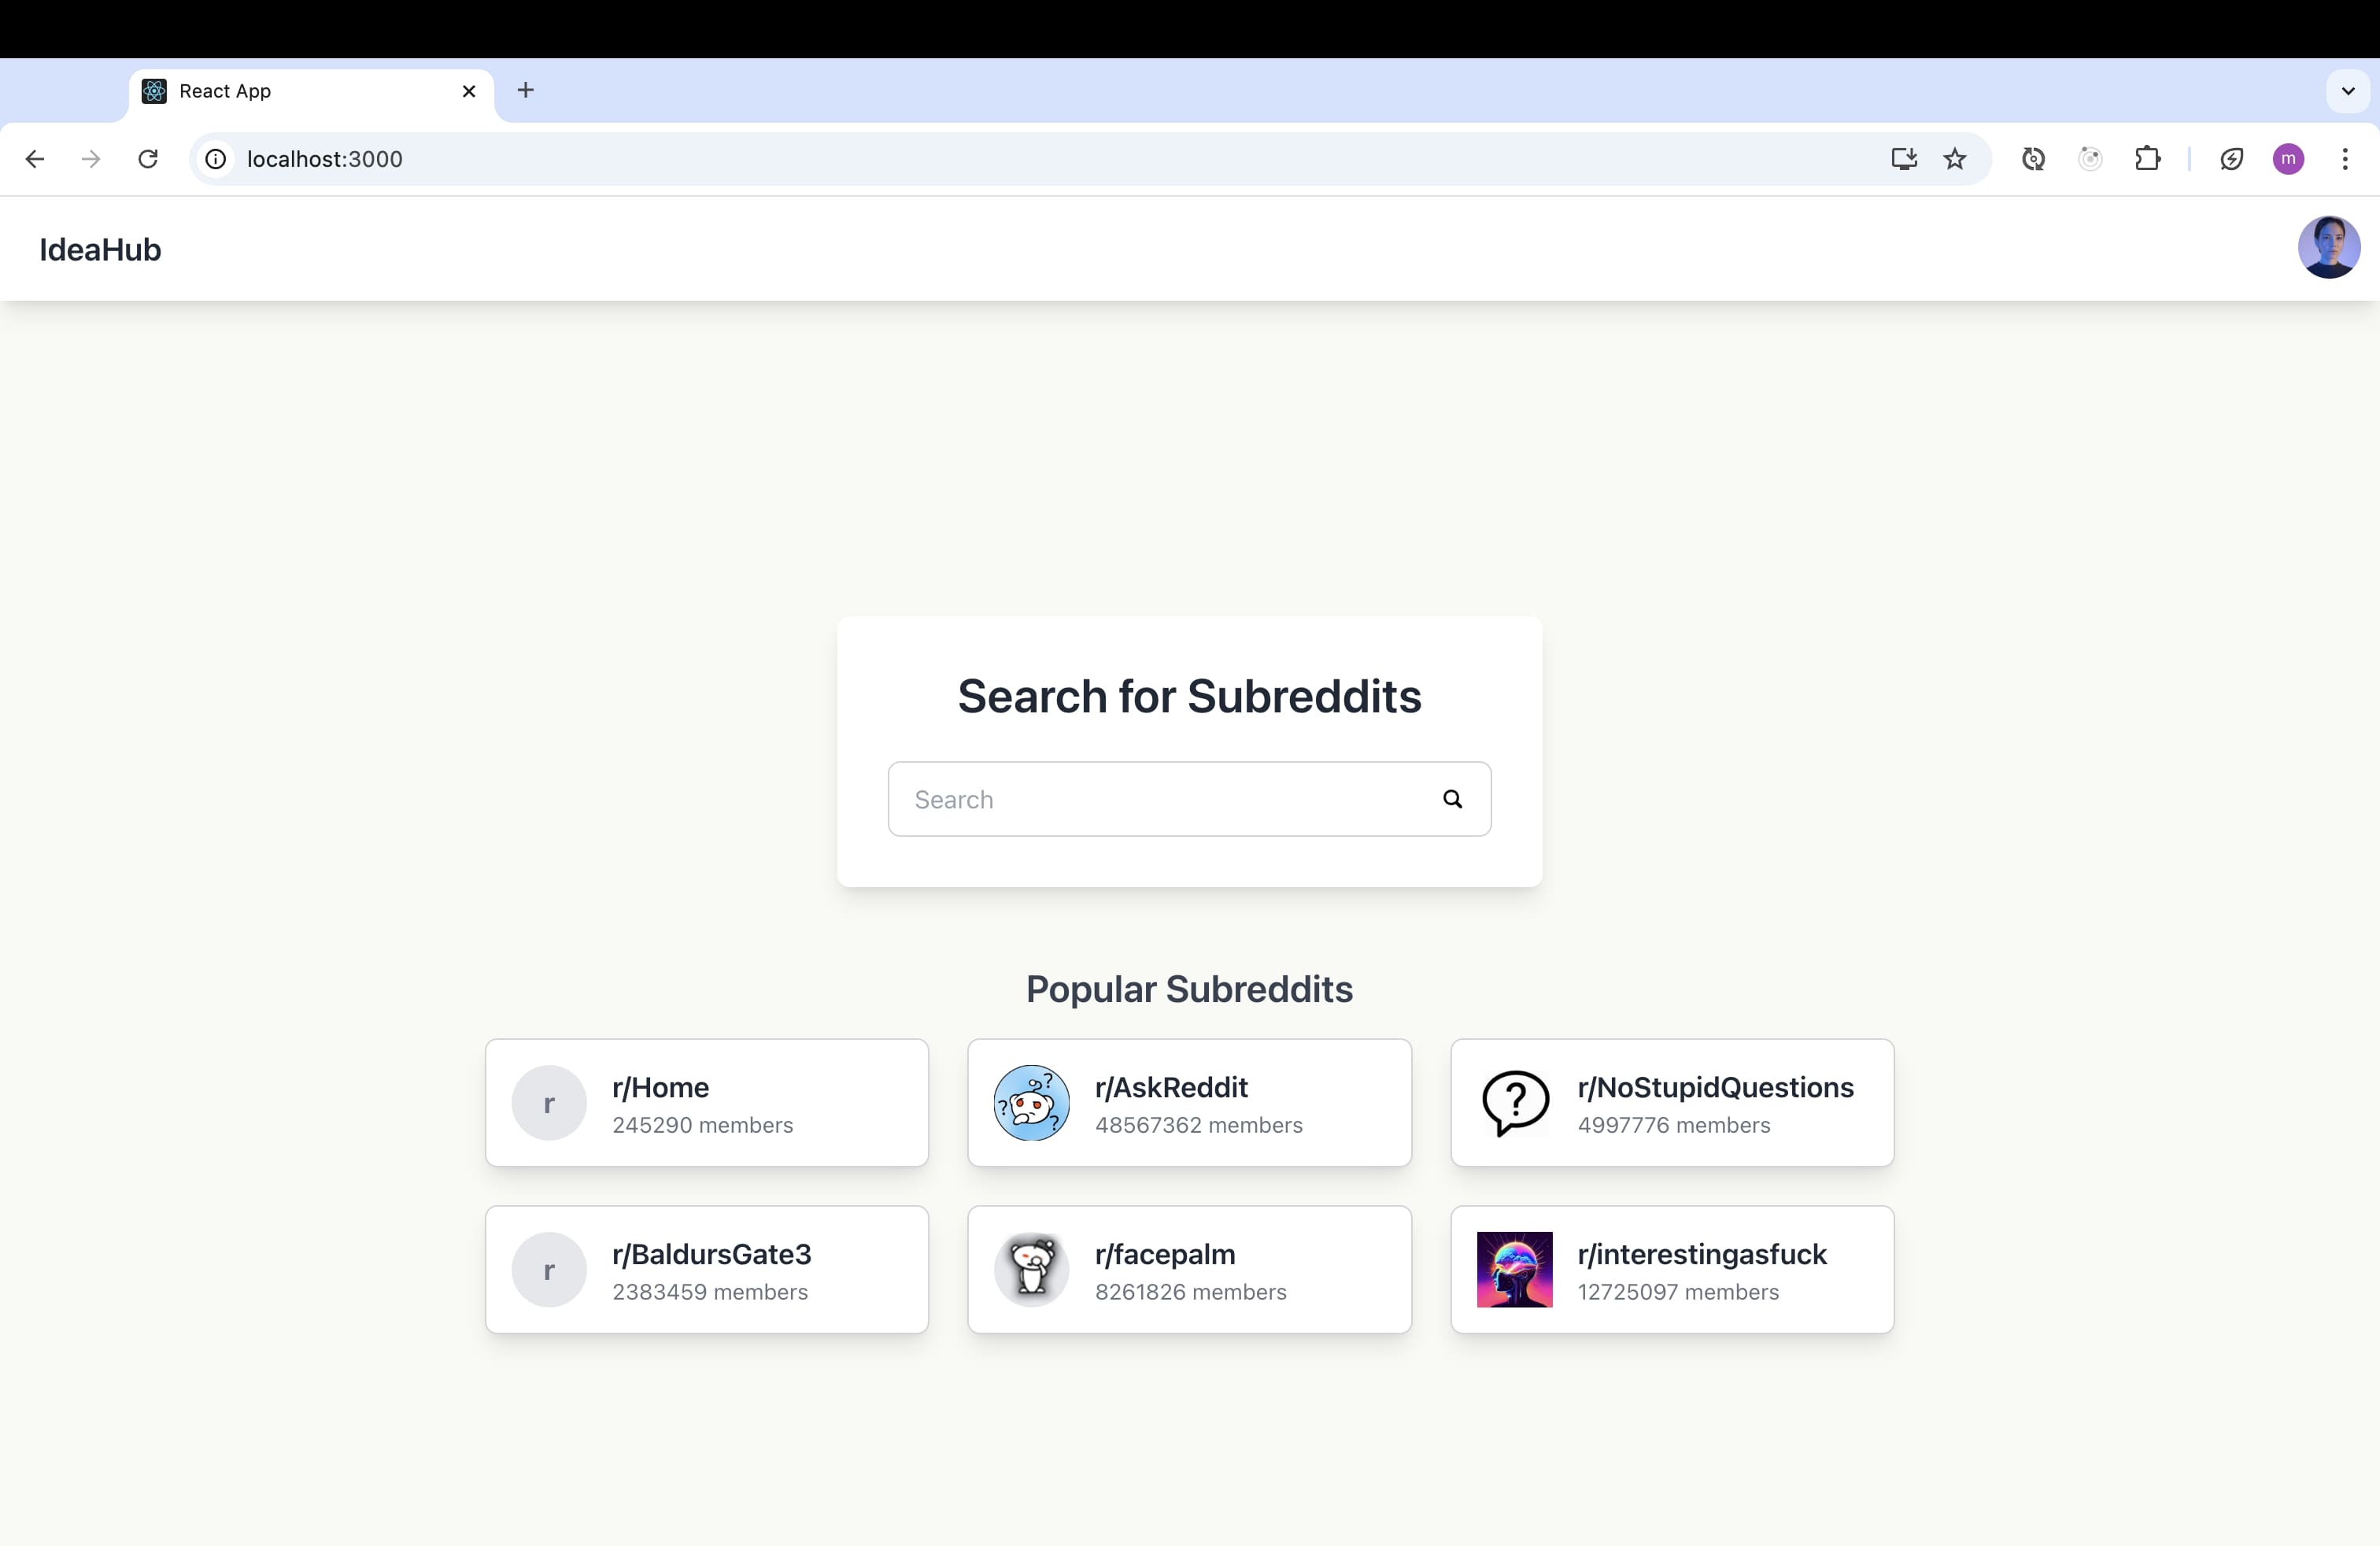 React App
localhost:3000
m
IdeaHub
Search for Subreddits
Search
Popular Subreddits
r
r/Home
245290 members
r/AskReddit
48567362 members
r/NoStupidQuestions
4997776 members
r
r/BaldursGate3
2383459 members
r/facepalm
8261826 members
r/interestingasfuck
12725097 members